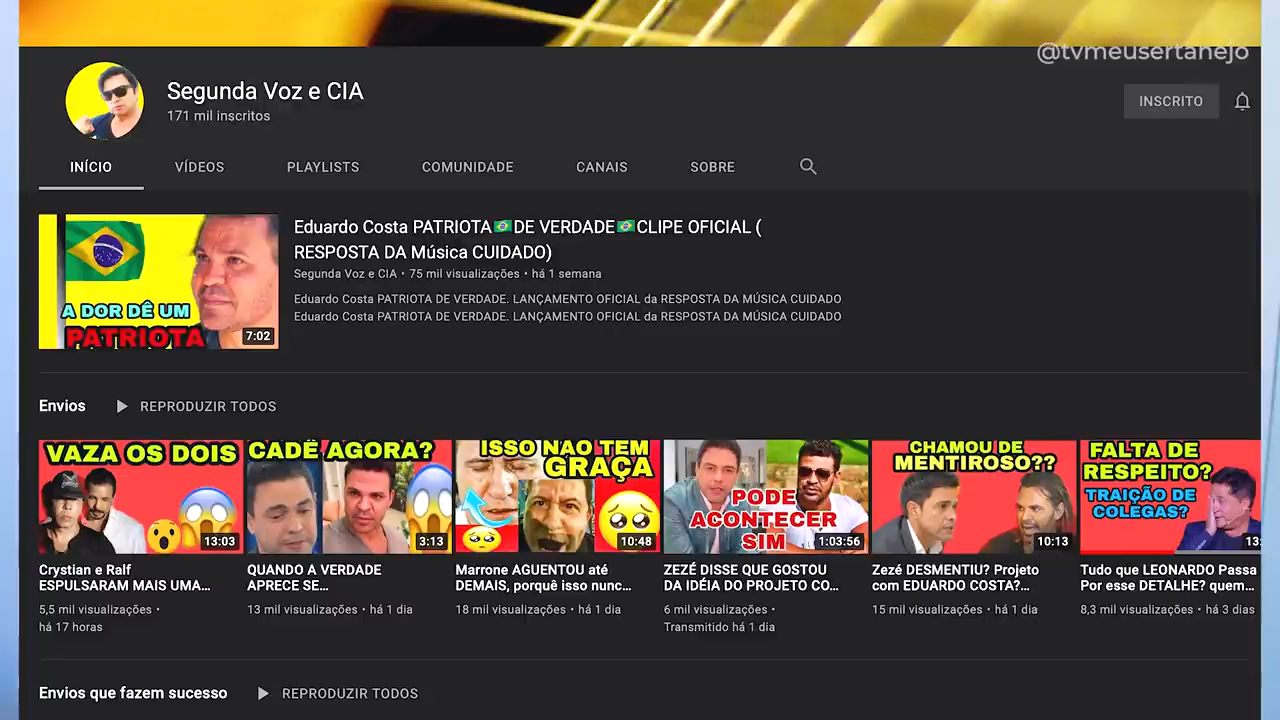 @tvmeusertanejo
Segunda Voz e CIA
171 mil inscritos
INSCRITO
INÍCIO VÍDEOS PLAYLISTS COMUNIDADE CANAIS SOBRE
A DOR DÊ UM
PATRIOTA
7:02
Eduardo Costa PATRIOTA🇧🇷DE VERDADE🇧🇷CLIPE OFICIAL (
RESPOSTA DA Música CUIDADO)
Segunda Voz e CIA • 75 mil visualizações • há 1 semana
Eduardo Costa PATRIOTA DE VERDADE. LANÇAMENTO OFICIAL da RESPOSTA DA MÚSICA CUIDADO
Eduardo Costa PATRIOTA DE VERDADE. LANÇAMENTO OFICIAL da RESPOSTA DA MÚSICA CUIDADO
Envios REPRODUZIR TODOS
VAZA OS DOIS
13:03
Crystian e Ralf
ESPULSARAM MAIS UMA...
5,5 mil visualizações •
há 17 horas
CADÊ AGORA?
3:13
QUANDO A VERDADE
APRECE SE...
13 mil visualizações • há 1 dia
ISSO NAO TEM
GRAÇA
10:48
Marrone AGUENTOU até
DEMAIS, porquê isso nunc...
18 mil visualizações • há 1 dia
PODE
ACONTECER
SIM
1:03:56
ZEZÉ DISSE QUE GOSTOU
DA IDÉIA DO PROJETO CO...
6 mil visualizações •
Transmitido há 1 dia
CHAMOU DE
MENTIROSO??
10:13
Zezé DESMENTIU? Projeto
com EDUARDO COSTA?...
15 mil visualizações • há 1 dia
FALTA DE
RESPEITO?
TRAIÇÃO DE
COLEGAS?
13:
Tudo que LEONARDO Passa
Por esse DETALHE? quem...
8,3 mil visualizações • há 3 dias
Envios que fazem sucesso REPRODUZIR TODOS